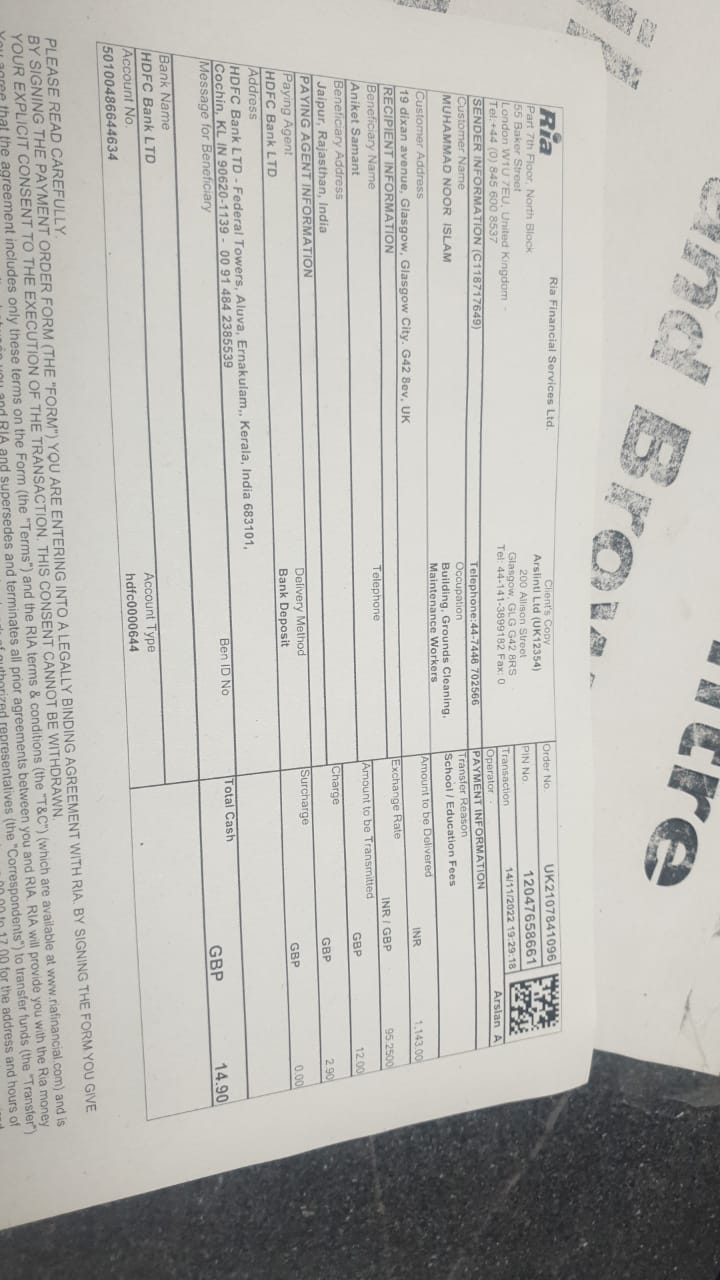 Ria
Ria Financial Services Ltd.
Part 7th Floor, North Block
55 Baker Street
London W1U 7EU, United Kingdom -
Tel:+44 (0) 845 600 8537
Client's Copy
Arslintl Ltd (UK12354)
200 Allison Street
Glasgow, GLG G42 8RS
Tel: 44-141-3899182 Fax: 0
Order No. UK2107841096
PIN No. 12047658661
Transaction 14/11/2022 19:29:18
Operator : Arslan A
SENDER INFORMATION (C118717649)
Telephone:44-7448 702566
Customer Name
MUHAMMAD NOOR ISLAM
Occupation
Building, Grounds Cleaning,
Maintenance Workers
Customer Address
19 dixan avenue, Glasgow, Glasgow City. G42 8ev, UK
RECIPIENT INFORMATION
Beneficiary Name
Aniket Samant
Telephone
Beneficiary Address
Jaipur, Rajasthan, India
PAYING AGENT INFORMATION
Paying Agent
HDFC Bank LTD
Delivery Method
Bank Deposit
Address
HDFC Bank LTD - Federal Towers, Aluva, Ernakulam,, Kerala, India 683101,
Cochin, KL IN 90620-1139 - 00 91 484 2385539
Ben ID No
Message for Beneficiary
PAYMENT INFORMATION
Transfer Reason
School / Education Fees
Amount to be Delivered INR 1,143.00
Exchange Rate INR / GBP 95.2500
Amount to be Transmitted GBP 12.00
Charge GBP 2.90
Surcharge GBP 0.00
Total Cash GBP 14.90
Bank Name
HDFC Bank LTD
Account Type
hdfc0000644
Account No.
50100486644634
PLEASE READ CAREFULLY
BY SIGNING THE PAYMENT ORDER FORM (THE "FORM") YOU ARE ENTERING INTO A LEGALLY BINDING AGREEMENT WITH RIA. BY SIGNING THE FORM YOU GIVE
YOUR EXPLICIT CONSENT TO THE EXECUTION OF THE TRANSACTION. THIS CONSENT CANNOT BE WITHDRAWN.
You agree that the agreement includes only these terms on the Form (the "Terms") and the RIA terms & conditions (the "T&C") (which are available at www.riafinancial.com) and is
between you and RIA and supersedes and terminates all prior agreements between you and RIA. RIA will provide you with the Ria money
authorized representatives (the "Correspondents") to transfer funds (the "Transfer")
to 17.00 for the address and hours of
and Brow